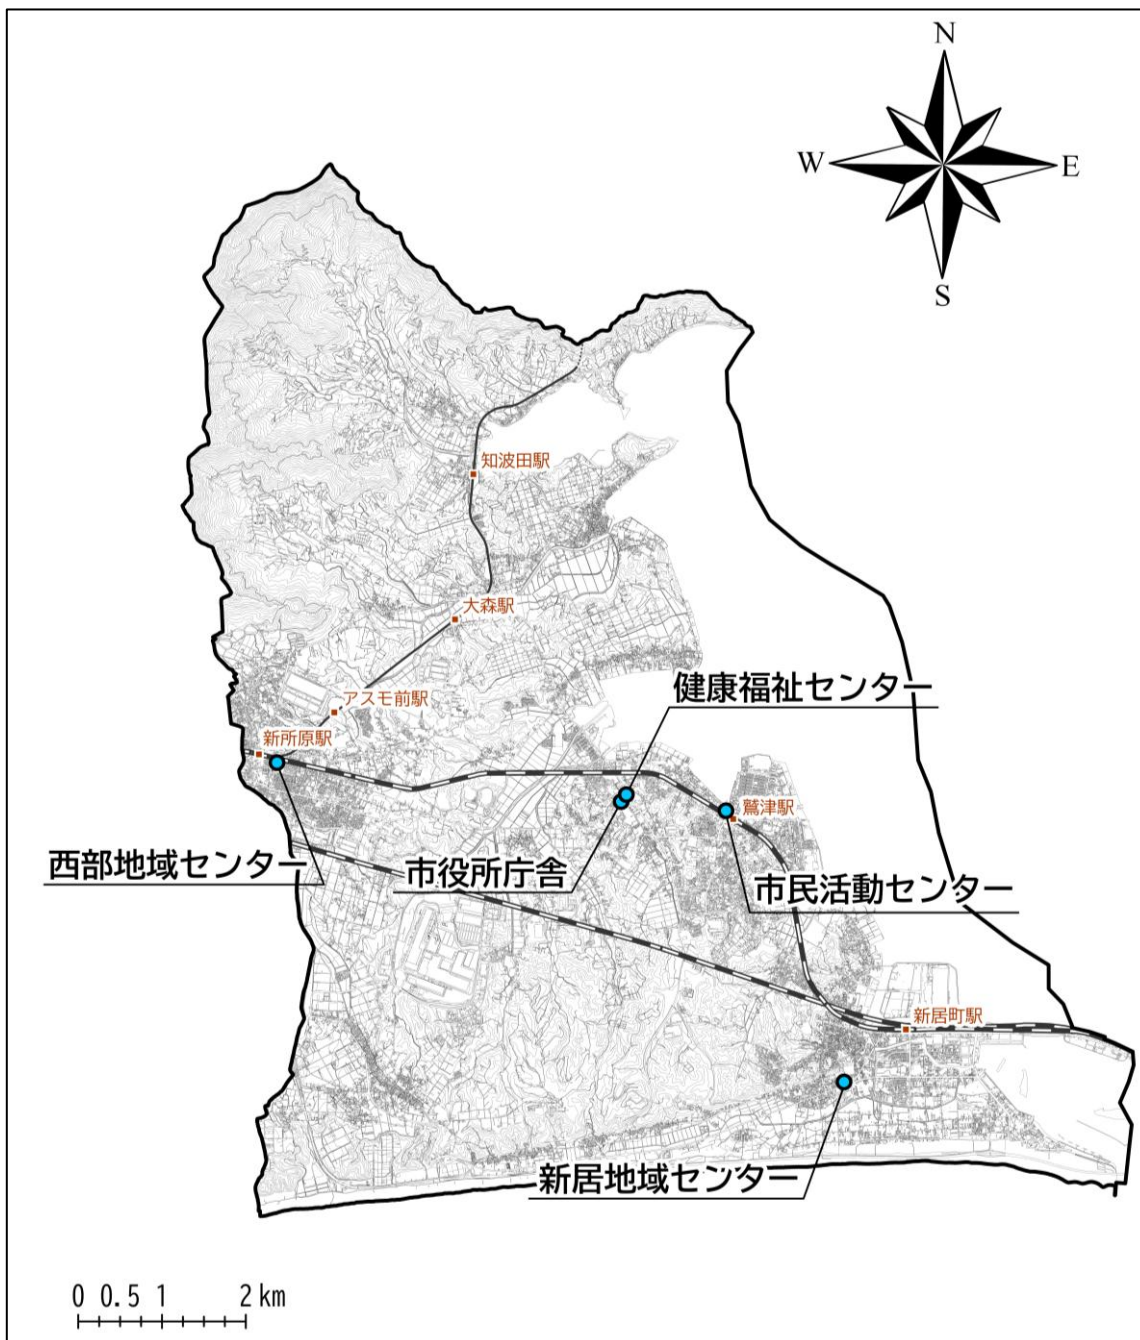 N
W
E
S
知波田駅
大森駅
健康福祉センター
アスモ前駅
新所原駅
鷲津駅
西部地域センター
市役所庁舎
市民活動センター
新居町駅
新居地域センター
0 0.5 1 2km